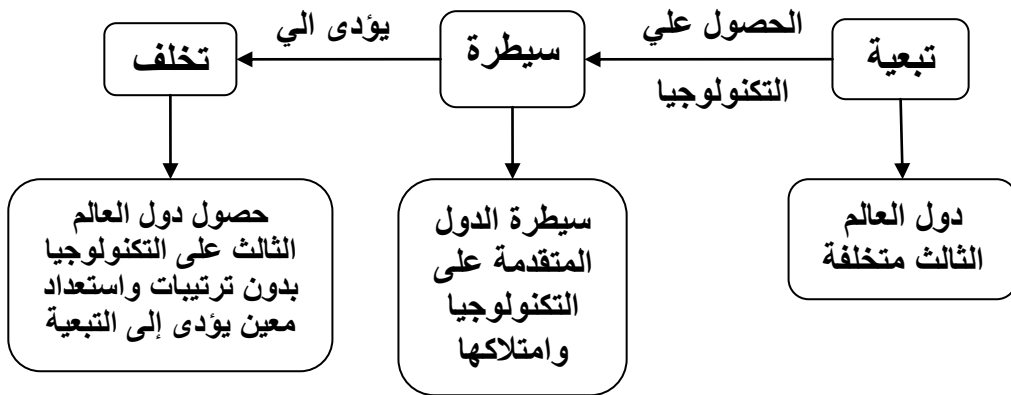 تبعية
الحصول علي
التكنولوجيا
سيطرة
يؤدى الي
تخلف
دول العالم
الثالث متخلفة
سيطرة الدول
المتقدمة على
التكنولوجيا
وامتلاكها
حصول دول العالم
الثالث على التكنولوجيا
بدون ترتيبات واستعداد
معين يؤدى إلى التبعية